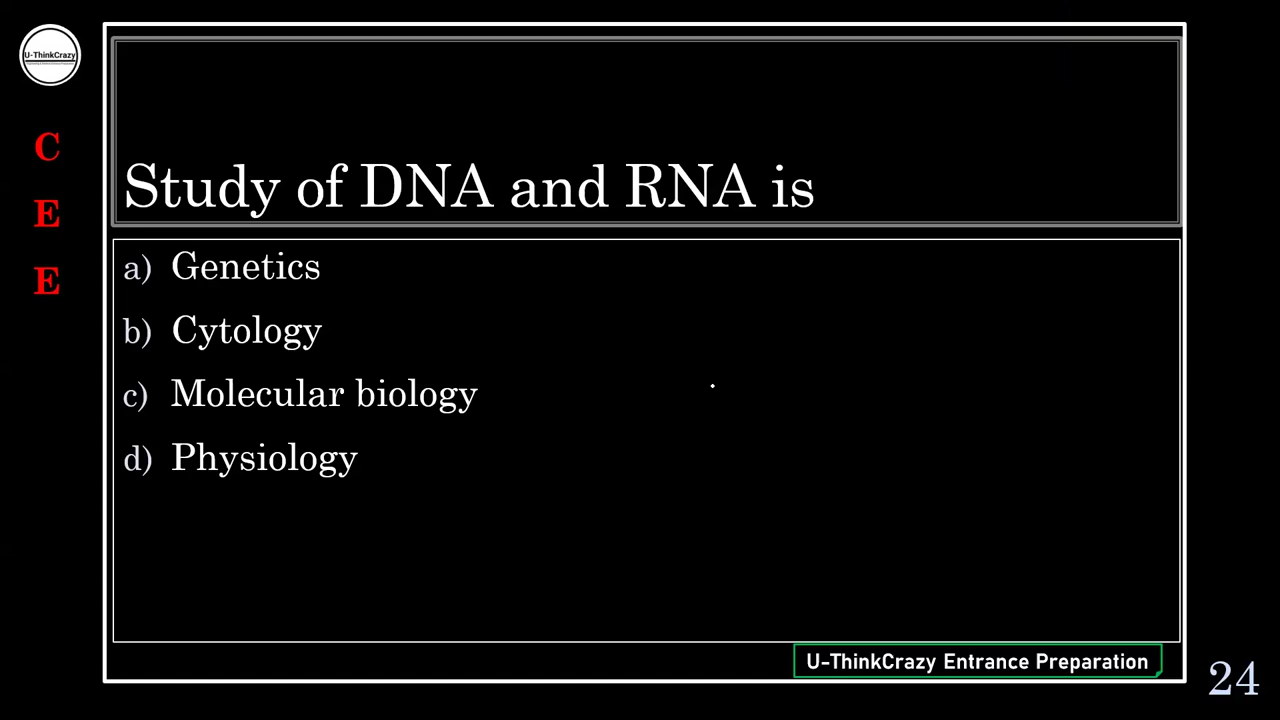 U-ThinkCrazy
C
E
E
Study of DNA and RNA is
a) Genetics
b) Cytology
c) Molecular biology
d) Physiology
U-ThinkCrazy Entrance Preparation
24